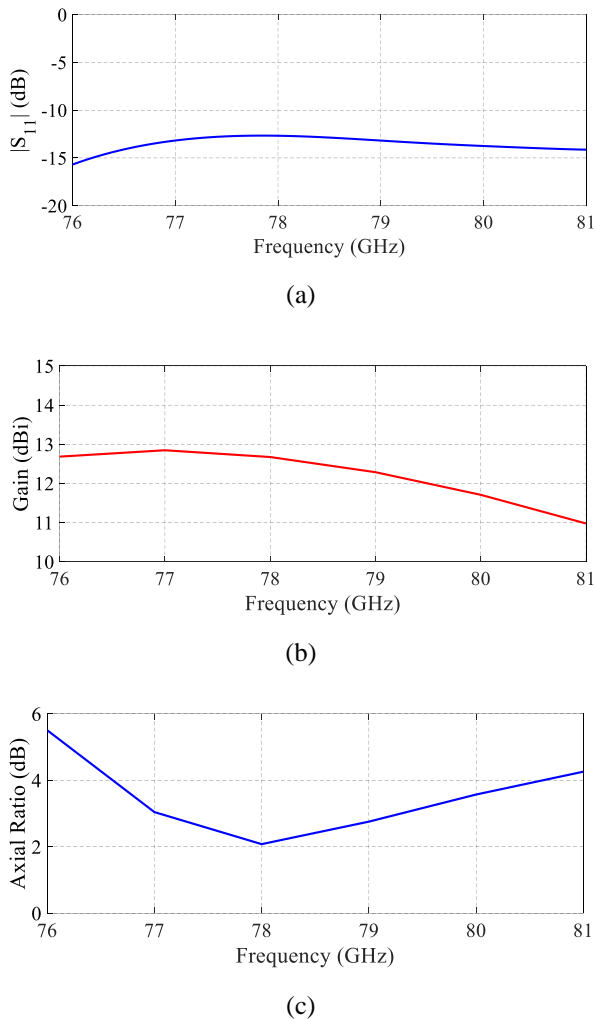 0
-5
-10
-15
-20
|S11| (dB)
76 77 78 79 80 81
Frequency (GHz)
(a)
15
14
13
12
11
10
Gain (dBi)
76 77 78 79 80 81
Frequency (GHz)
(b)
6
4
2
0
Axial Ratio (dB)
76 77 78 79 80 81
Frequency (GHz)
(c)